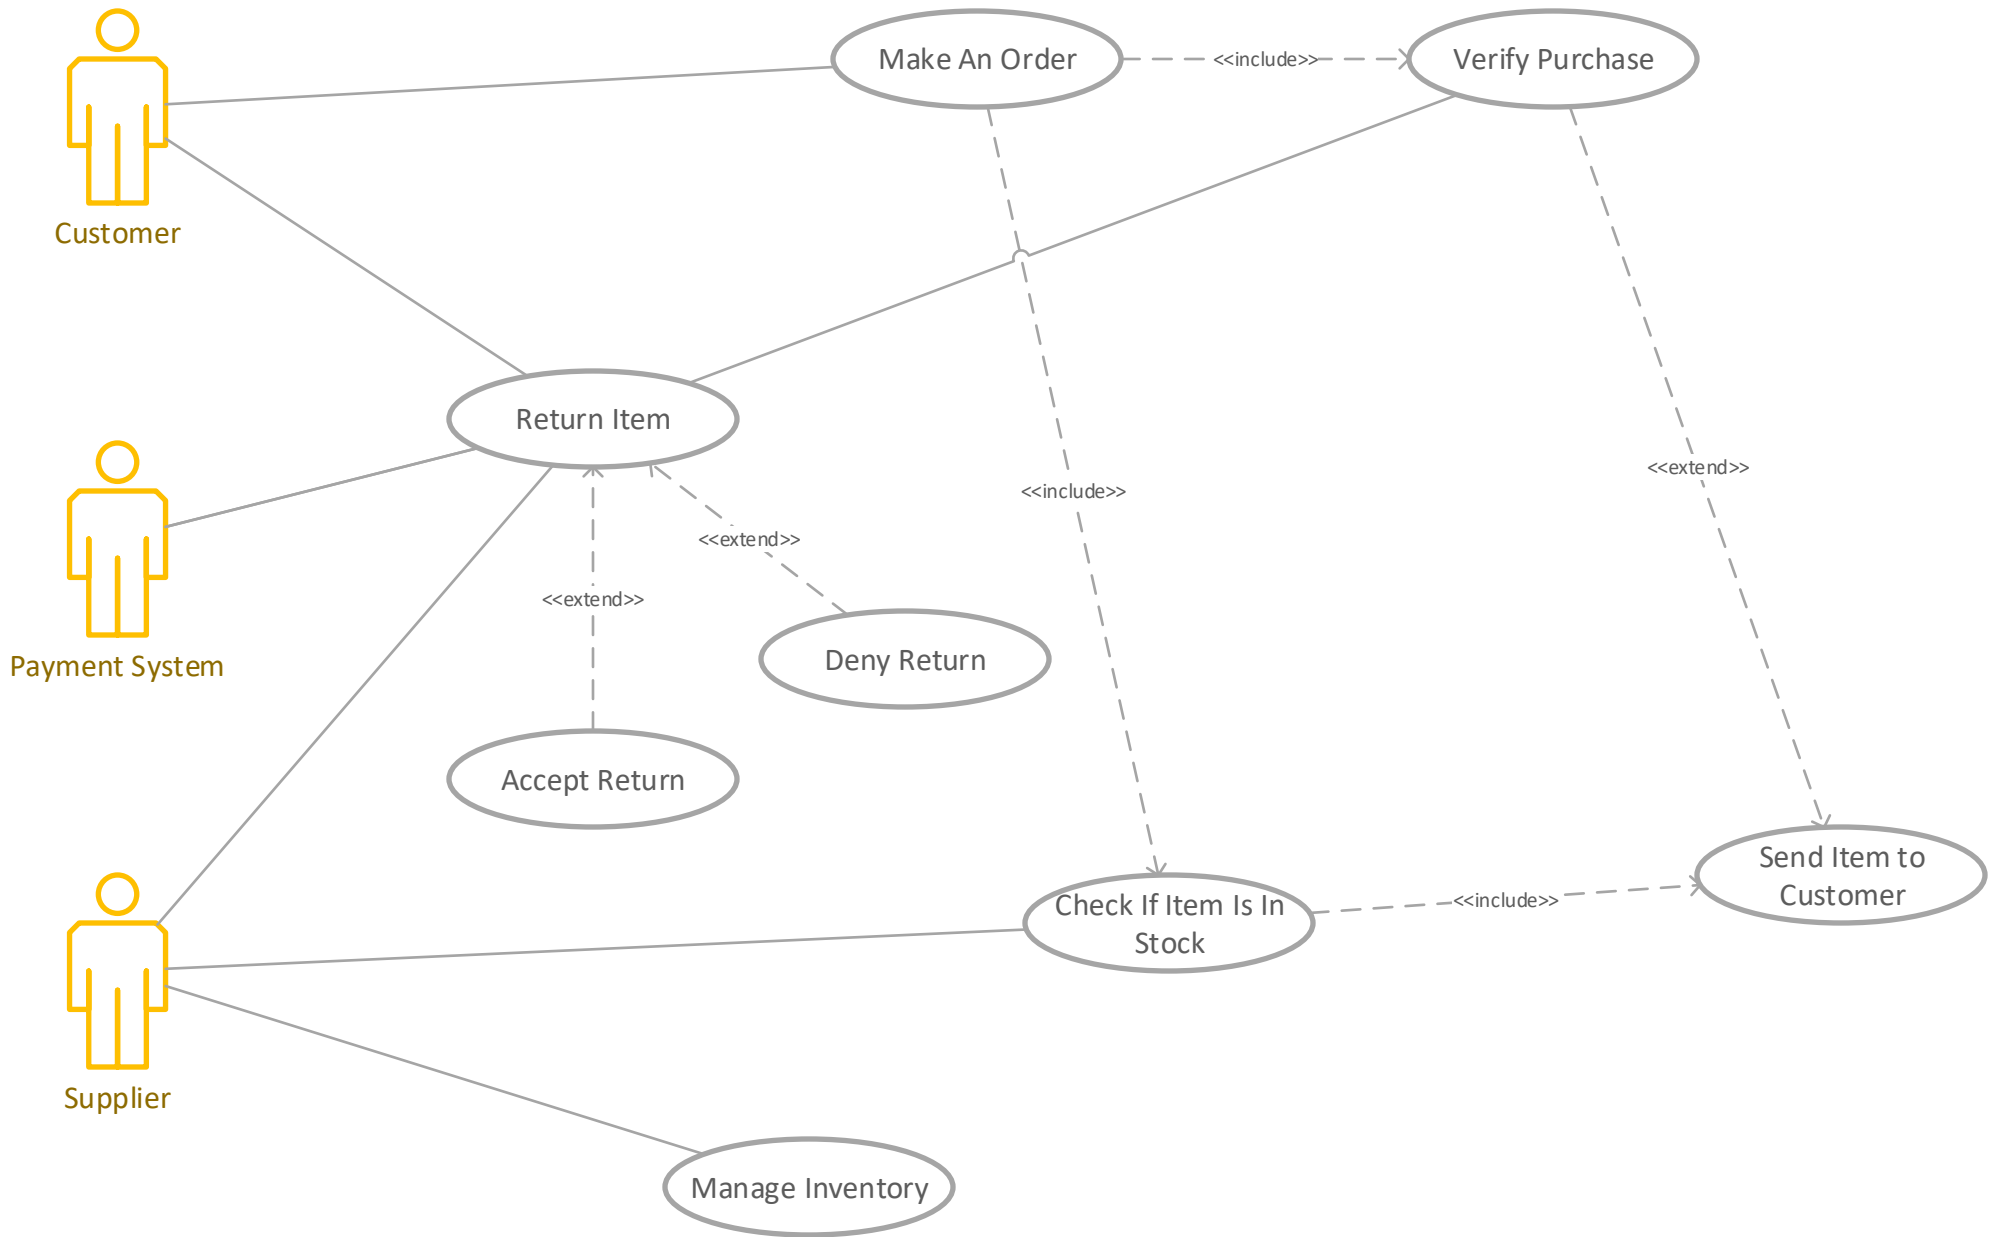 Make An Order
<<include>>
Verify Purchase
Customer
Return Item
<<extend>>
<<include>>
<<extend>>
<<extend>>
Deny Return
Payment System
Accept Return
Send Item to
Customer
Check If Item Is In
Stock
<<include>>
Supplier
Manage Inventory